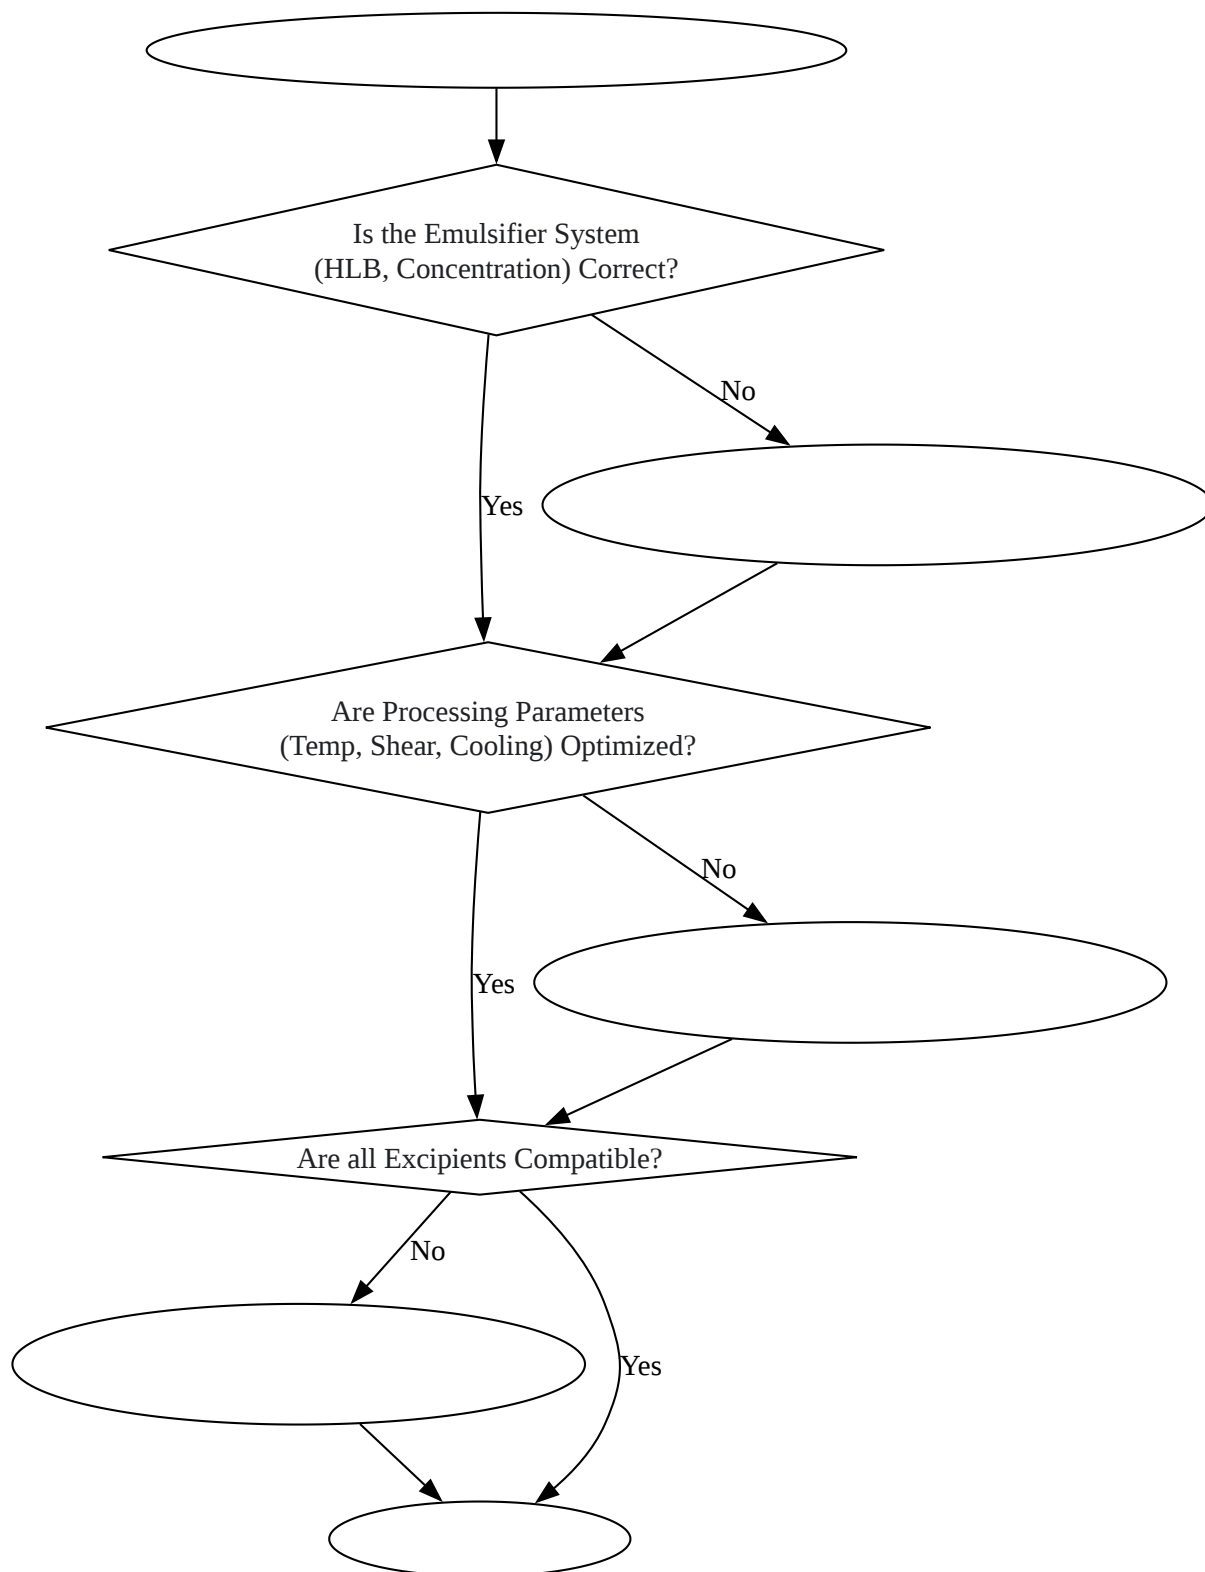 Is the Emulsifier System
(HLB, Concentration) Correct?
No
Yes
Are Processing Parameters
(Temp, Shear, Cooling) Optimized?
No
Yes
Are all Excipients Compatible?
No
Yes